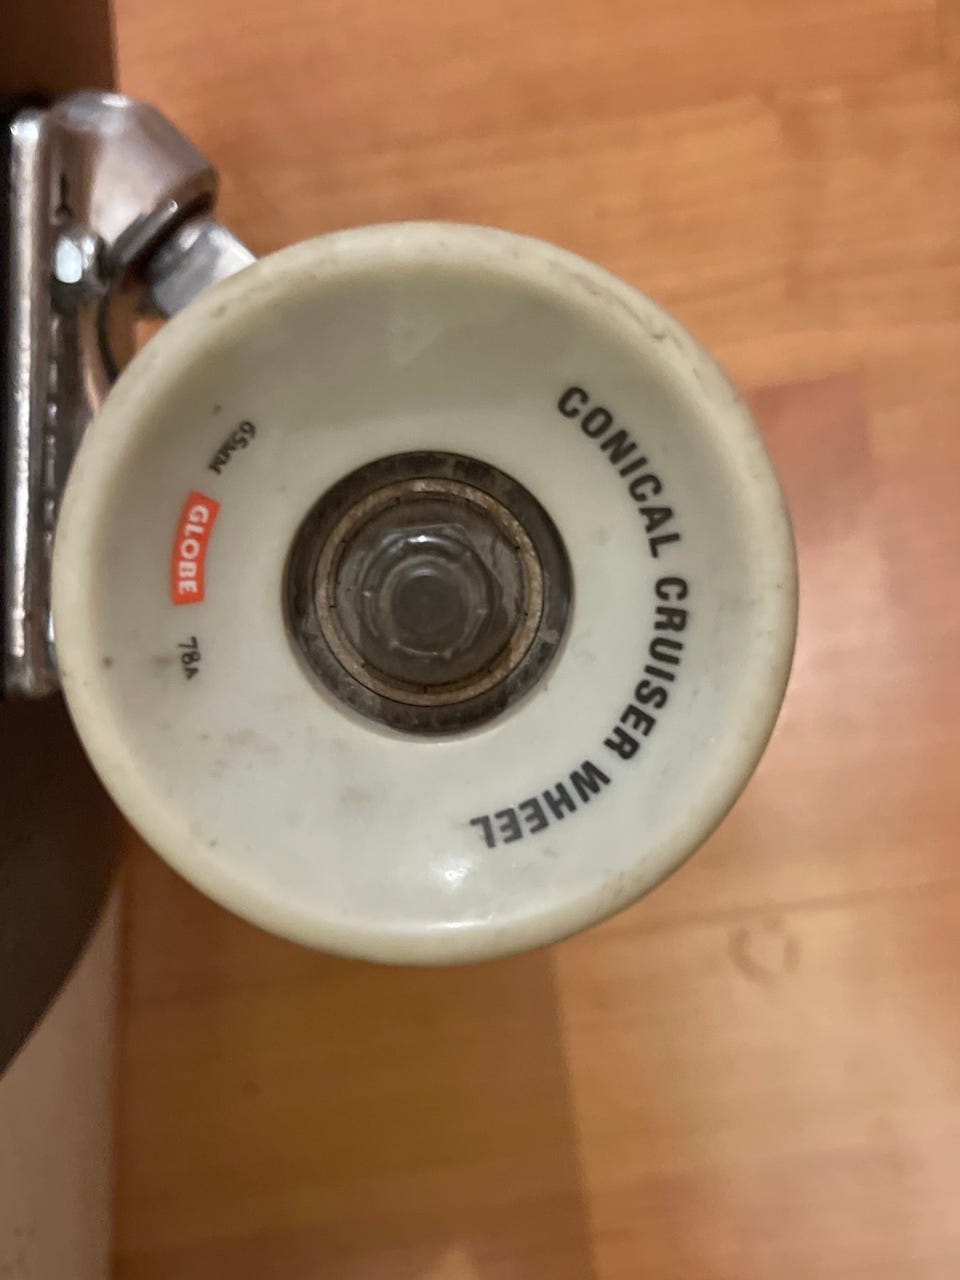 CONICAL CRUISER WHEEL
65MM
GLOBE
78A